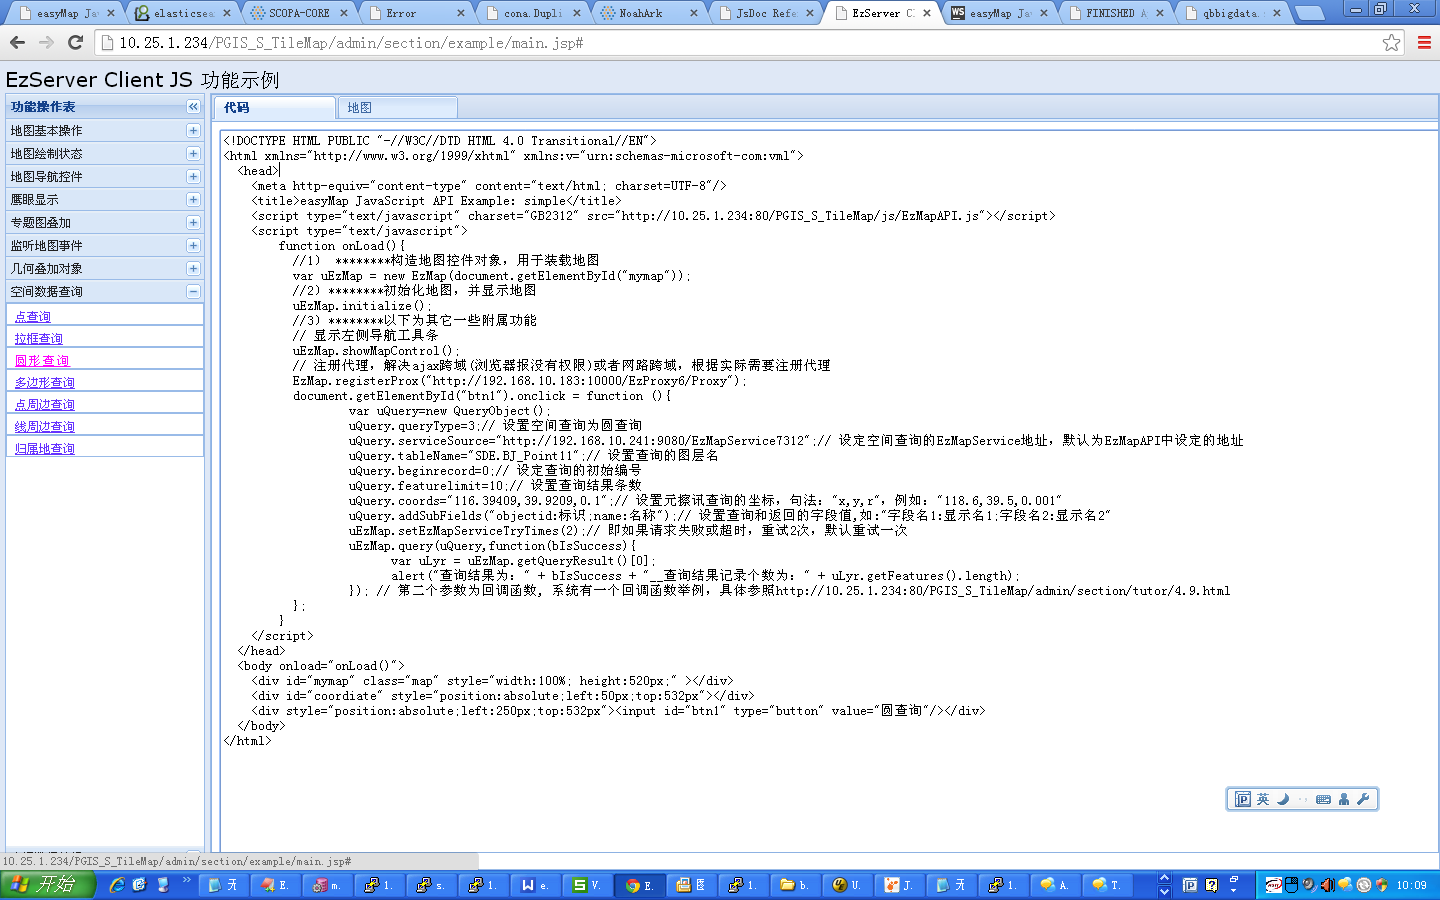 easyMap Ja
elasticsea
SCOPA-CORE
Error
cona.Dupli
NoahArk
JsDoc Refe
EzServer C
easyMap Ja
FINISHED A
qbbigdata.
10.25.1.234/PGIS_S_TileMap/admin/section/example/main.jsp#
EzServer Client JS 功能示例
功能操作表
代码
地图
地图基本操作
地图绘制状态
地图导航控件
鹰眼显示
专题图叠加
监听地图事件
几何叠加对象
空间数据查询
点查询
拉框查询
圆形查询
多边形查询
点周边查询
线周边查询
归属地查询
<!DOCTYPE HTML PUBLIC "-//W3C//DTD HTML 4.0 Transitional//EN">
<html xmlns="http://www.w3.org/1999/xhtml" xmlns:v="urn:schemas-microsoft-com:vml">
<head>
<meta http-equiv="content-type" content="text/html; charset=UTF-8"/>
<title>easyMap JavaScript API Example: simple</title>
<script type="text/javascript" charset="GB2312" src="http://10.25.1.234:80/PGIS_S_TileMap/js/EzMapAPI.js"></script>
<script type="text/javascript">
function onLoad(){
//1) ********构造地图控件对象，用于装载地图
var uEzMap = new EzMap(document.getElementById("mymap"));
//2) ********初始化地图，并显示地图
uEzMap.initialize();
//3) ********以下为其它一些附属功能
// 显示左侧导航工具条
uEzMap.showMapControl();
// 注册代理，解决ajax跨域(浏览器报没有权限)或者网路跨域，根据实际需要注册代理
EzMap.registerProx("http://192.168.10.183:10000/EzProxy6/Proxy");
document.getElementById("btn1").onclick = function (){
var uQuery=new QueryObject();
uQuery.queryType=3;// 设置空间查询为圆查询
uQuery.serviceSource="http://192.168.10.241:9080/EzMapService7312";// 设定空间查询的EzMapService地址，默认为EzMapAPI中设定的地址
uQuery.tableName="SDE.BJ_Point11";// 设置查询的图层名
uQuery.beginrecord=0;// 设定查询的初始编号
uQuery.featurelimit=10;// 设置查询结果条数
uQuery.coords="116.39409,39.9209,0.1";// 设置元擦讯查询的坐标，句法："x,y,r"，例如："118.6,39.5,0.001"
uQuery.addSubFields("objectid:标识;name:名称");// 设置查询和返回的字段值,如:"字段名1:显示名1;字段名2:显示名2"
uEzMap.setEzMapServiceTryTimes(2);// 即如果请求失败或超时，重试2次，默认重试一次
uEzMap.query(uQuery,function(bIsSuccess){
var uLyr = uEzMap.getQueryResult()[0];
alert("查询结果为：" + bIsSuccess + "__查询结果记录个数为：" + uLyr.getFeatures().length);
}); // 第二个参数为回调函数, 系统有一个回调函数举例，具体参照http://10.25.1.234:80/PGIS_S_TileMap/admin/section/tutor/4.9.html
};
}
</script>
</head>
<body onload="onLoad()">
<div id="mymap" class="map" style="width:100%; height:520px;" ></div>
<div id="coordiate" style="position:absolute;left:50px;top:532px"></div>
<div style="position:absolute;left:250px;top:532px"><input id="btn1" type="button" value="圆查询"/></div>
</body>
</html>
英
10.25.1.234/PGIS_S_TileMap/admin/section/example/main.jsp#
开始
无
E.
m.
1.
s.
1.
e.
V.
E.
图
1.
b.
U.
J.
无
1.
A.
T.
10:09